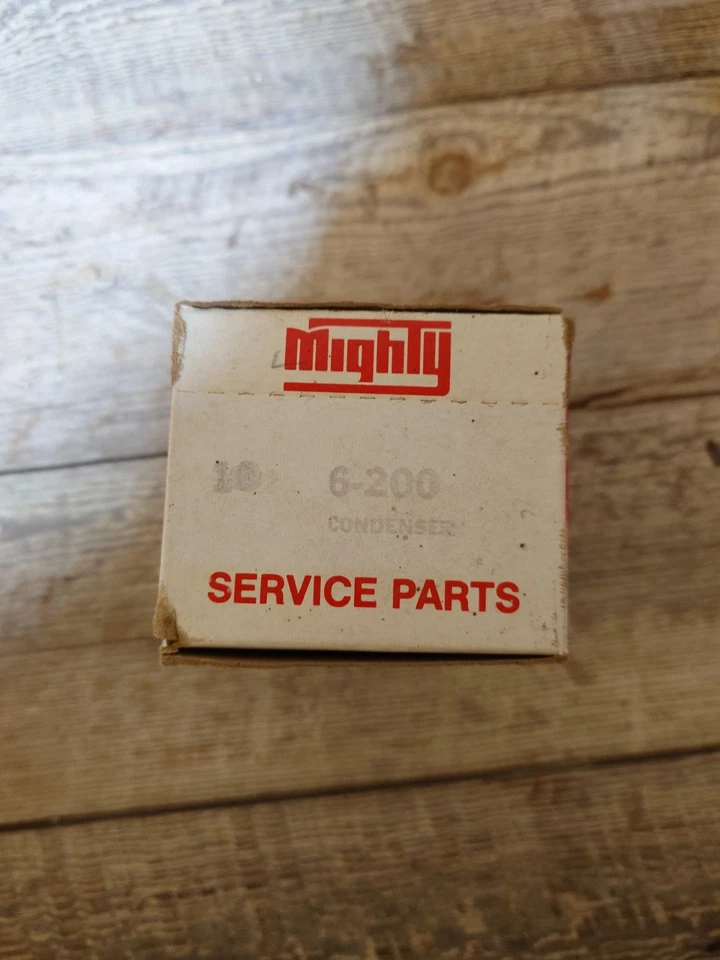 Mighty
10 6-200
CONDENSER
SERVICE PARTS